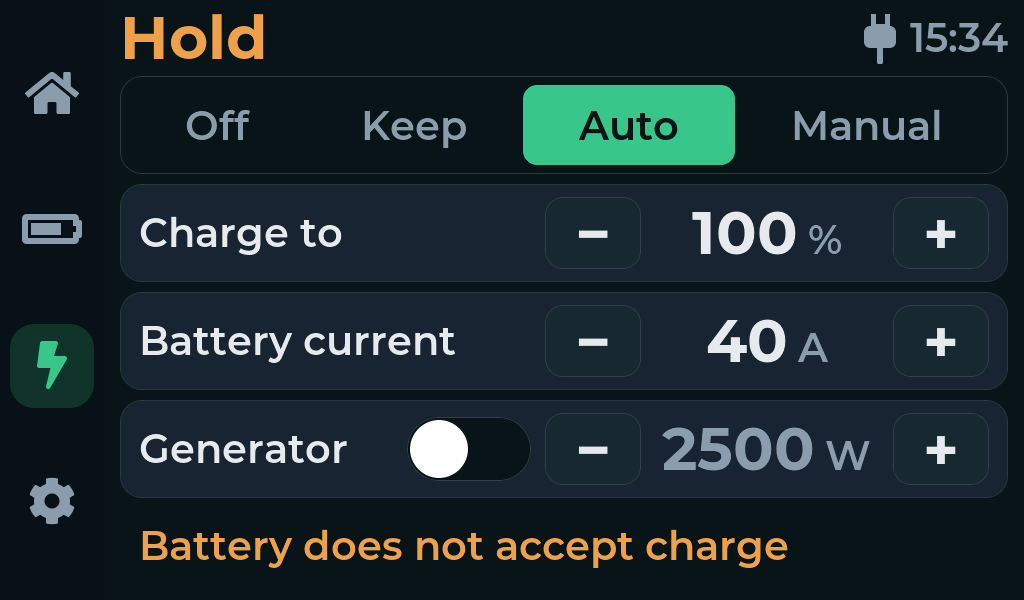 Hold
15:34
Off Keep Auto Manual
Charge to − 100 % +
Battery current − 40 A +
Generator − 2500 W +
Battery does not accept charge